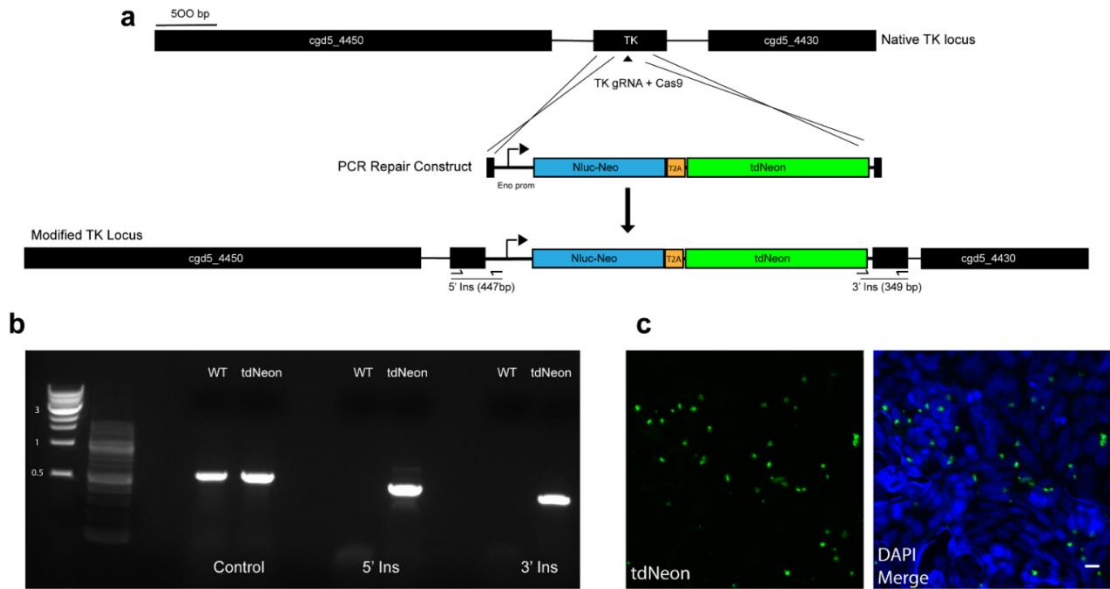 a
500 bp
cgd5_4450
TK
cgd5_4430
Native TK locus
TK gRNA + Cas9
PCR Repair Construct
Nluc-Neo
T2A
tdNeon
Eno prom
Modified TK Locus
cgd5_4450
Nluc-Neo
T2A
tdNeon
cgd5_4430
5' Ins (447bp)
3' Ins (349 bp)
b
WT tdNeon WT tdNeon WT tdNeon
3
1
0.5
Control 5' Ins 3' Ins
c
tdNeon
DAPI
Merge